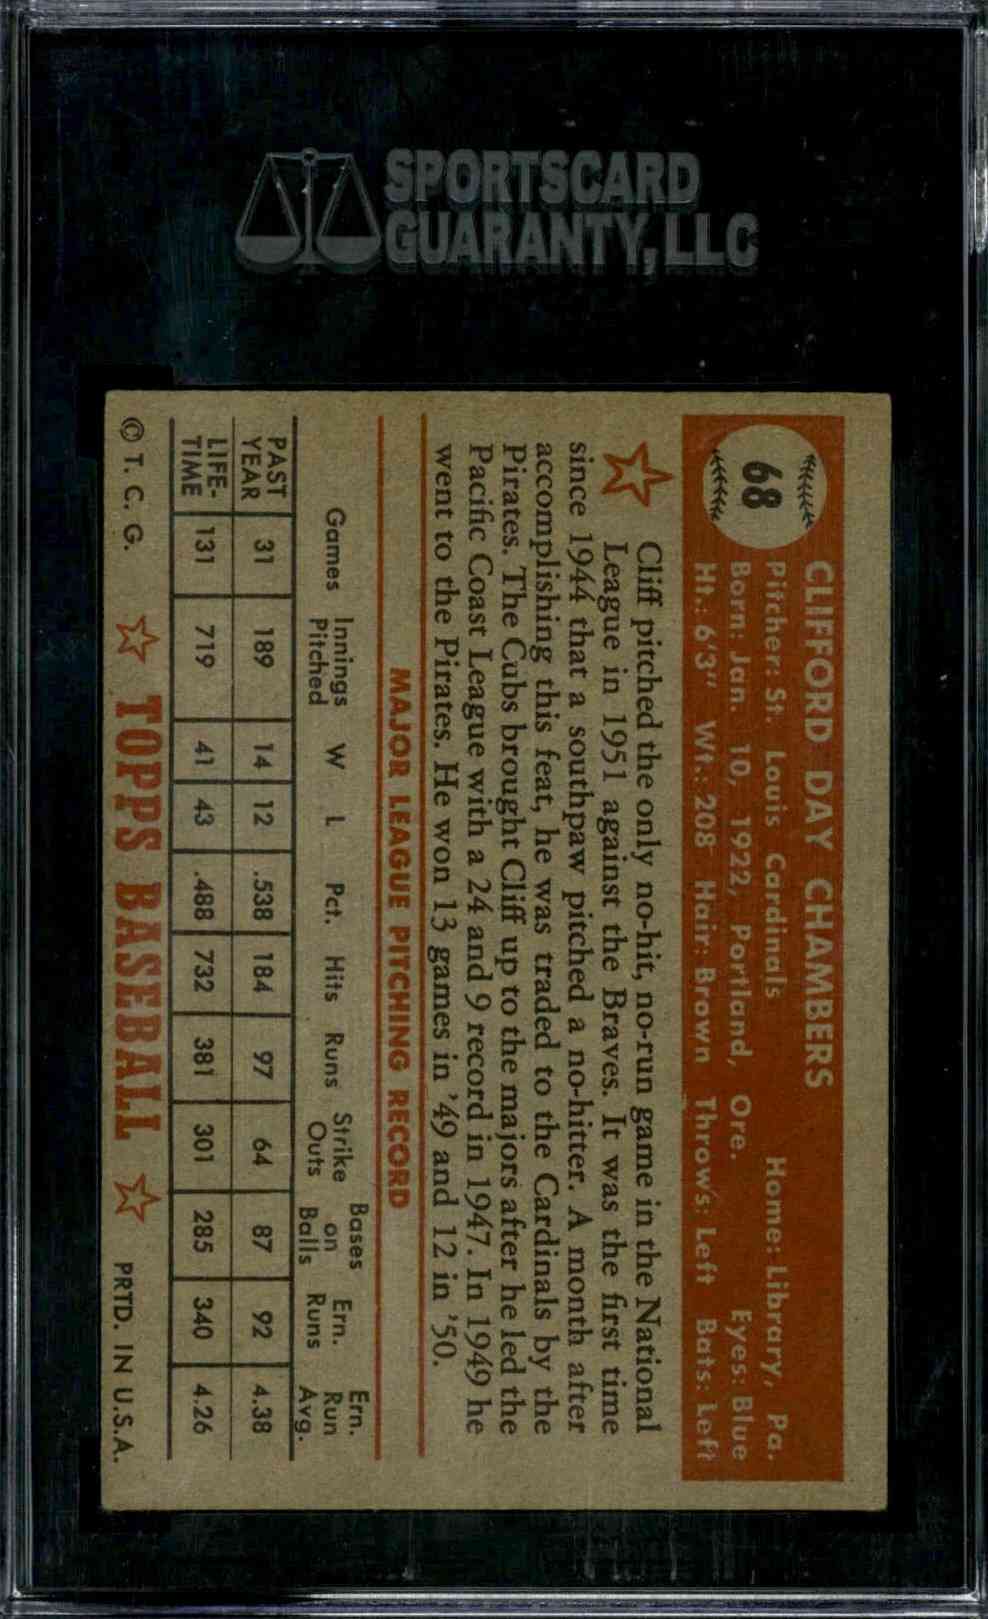 SPORTSCARD
GUARANTY, LLC
68
CLIFFORD DAY CHAMBERS
Pitcher: St. Louis Cardinals Home: Library, Pa.
Born: Jan. 10, 1922, Portland, Ore. Eyes: Blue
Ht.: 6'3" Wt.: 208 Hair: Brown Throws: Left Bats: Left
Cliff pitched the only no-hit, no-run game in the National
League in 1951 against the Braves. It was the first time
since 1944 that a southpaw pitched a no-hitter. A month after
accomplishing this feat, he was traded to the Cardinals by the
Pirates. The Cubs brought Cliff up to the majors after he led the
Pacific Coast League with a 24 and 9 record in 1947. In 1949 he
went to the Pirates. He won 13 games in '49 and 12 in '50.
MAJOR LEAGUE PITCHING RECORD
Games Innings Pitched W L Pct. Hits Runs Strike Outs Bases on Balls Ern. Runs Ern. Run Avg.
PAST YEAR 31 189 14 12 .538 184 97 64 87 92 4.38
LIFE-TIME 131 719 41 43 .488 732 381 301 285 340 4.26
© T. C. G. TOPPS BASEBALL PRTD. IN U.S.A.